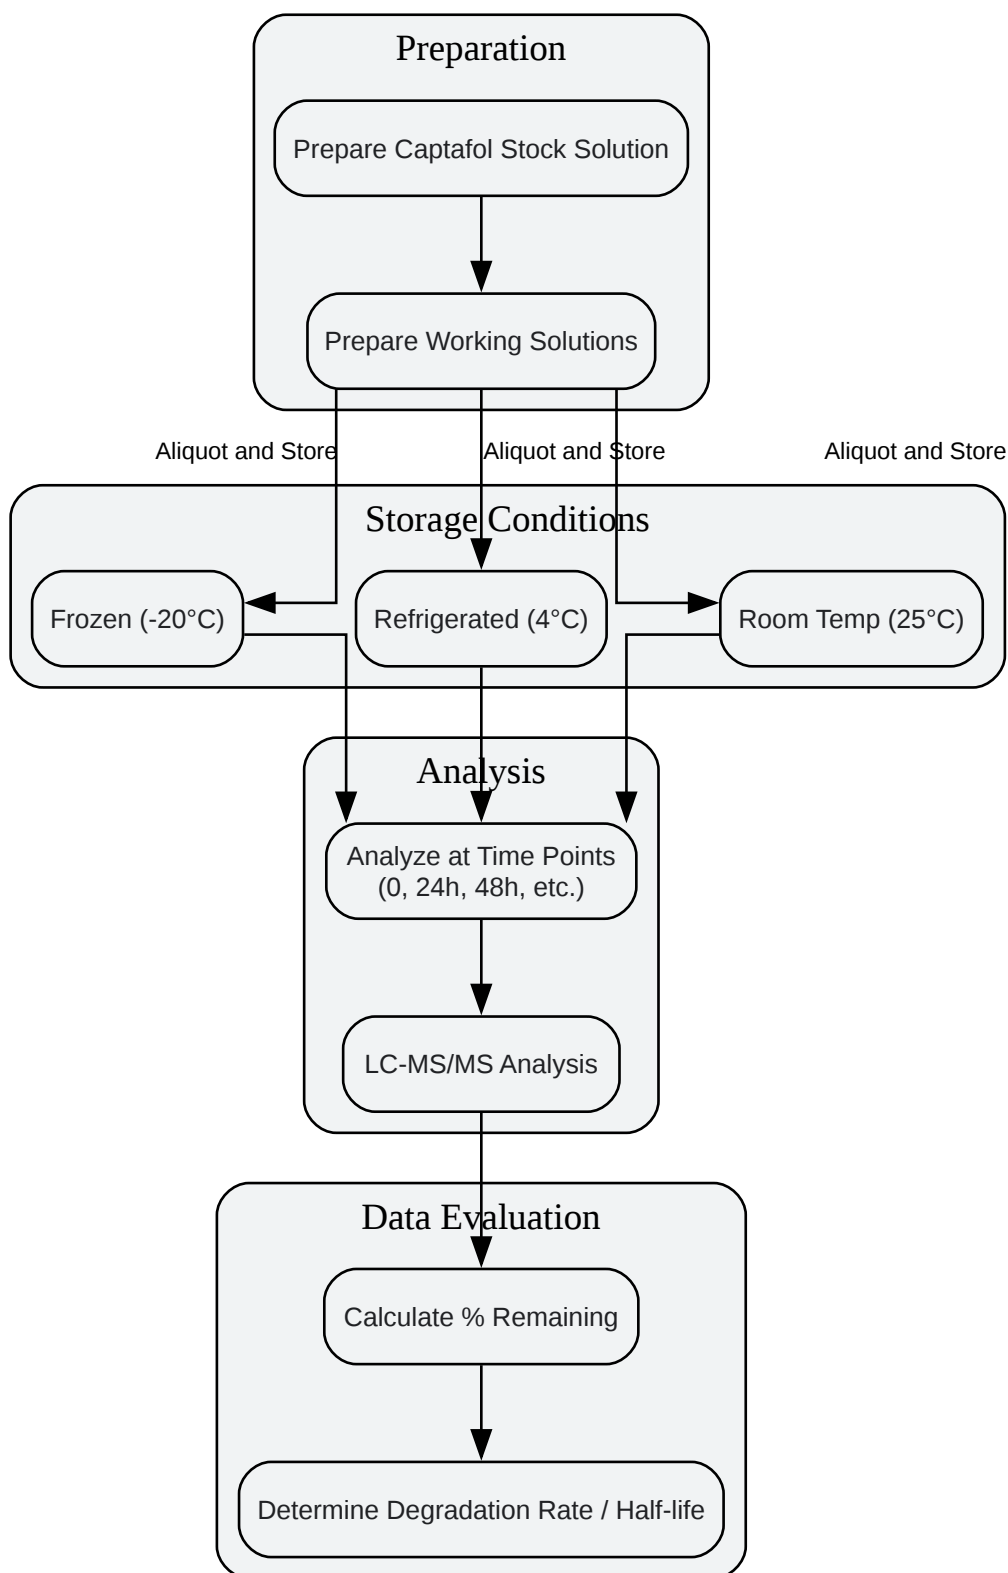 Preparation
Prepare Captafol Stock Solution
Prepare Working Solutions
Aliquot and Store
Aliquot and Store
Aliquot and Store
Storage Conditions
Frozen (-20°C)
Refrigerated (4°C)
Room Temp (25°C)
Analysis
Analyze at Time Points
(0, 24h, 48h, etc.)
LC-MS/MS Analysis
Data Evaluation
Calculate % Remaining
Determine Degradation Rate / Half-life